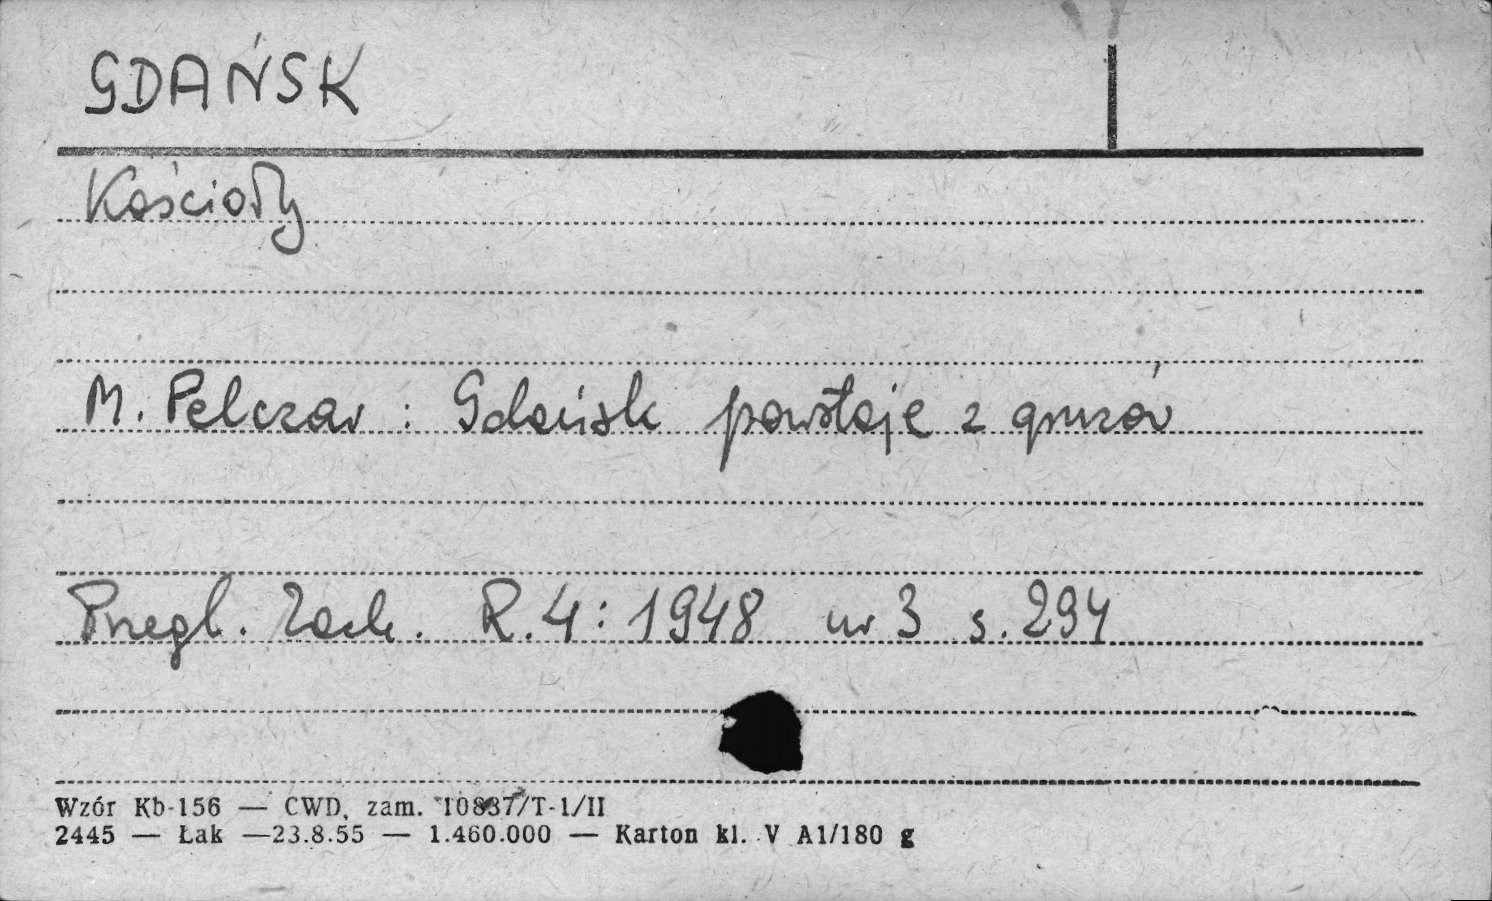 GDAŃSK
Kościoły
M. Pelczar : Gdańsk powstaje z gruzów
Przegl. Zach. R.4: 1948 nr 3 s. 294
Wzór Kb-156 — CWD, zam. 10837/T-1/II
2445 — Łak —23.8.55 — 1.460.000 — Karton kl. V A1/180 g